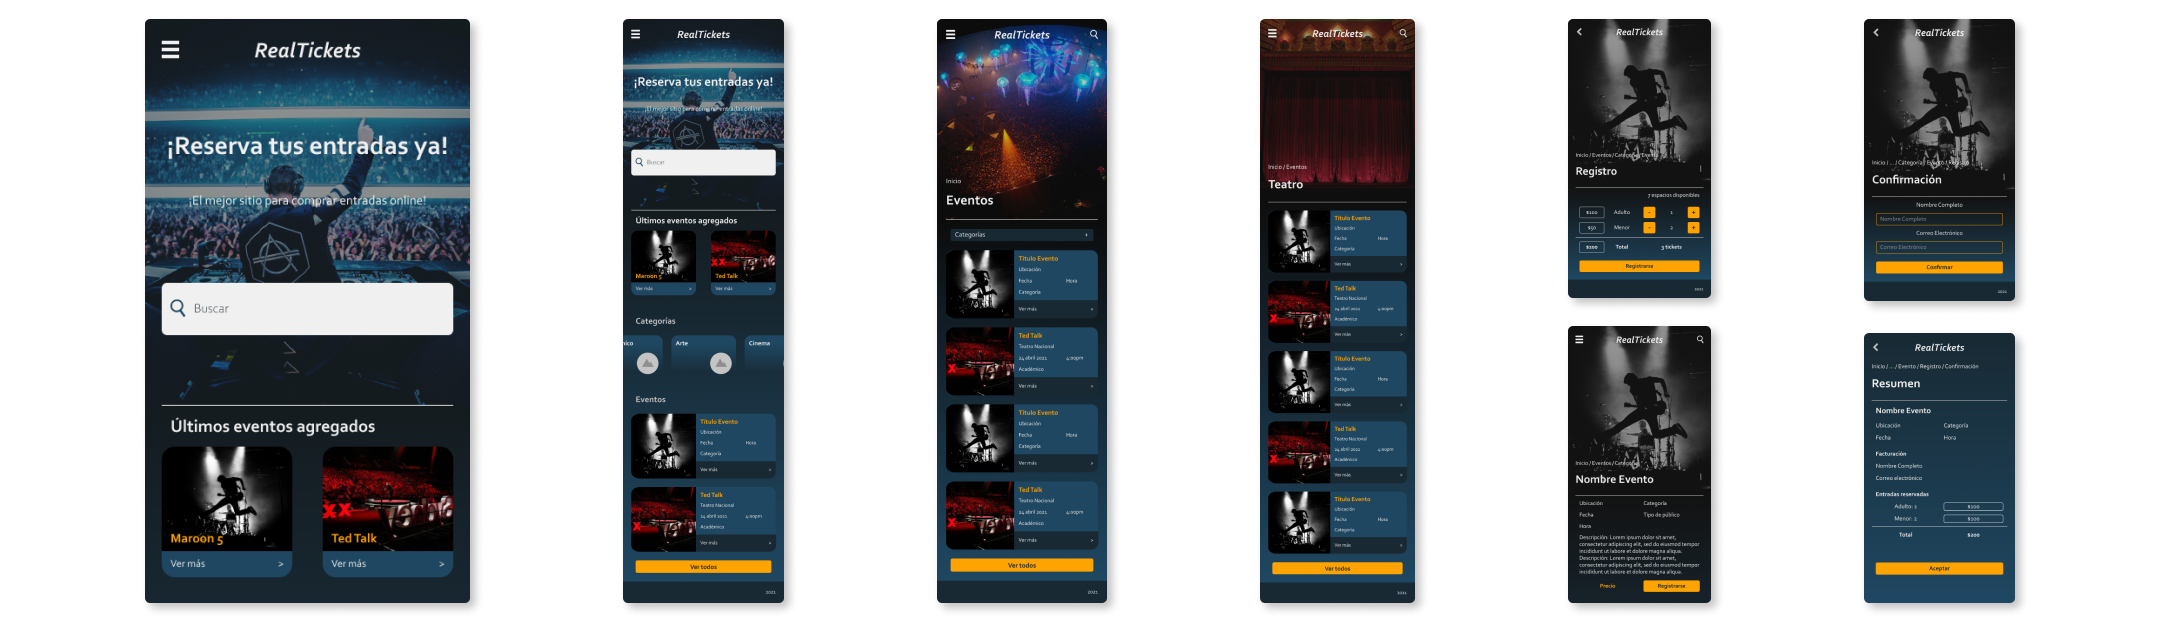 RealTickets
¡Reserva tus entradas ya!
¡El mejor sitio para comprar entradas online!
Buscar
Últimos eventos agregados
Maroon 5
Ver más >
Ted Talk
Ver más >
RealTickets
¡Reserva tus entradas ya!
¡El mejor sitio para comprar entradas online!
Buscar
Últimos eventos agregados
Maroon 5
Ver más >
Ted Talk
Ver más >
Categorías
Arte
Cinema
Eventos
Título Evento
Ubicación
Fecha Hora
Categoría
Ver más >
Ted Talk
Teatro Nacional
24 abril 2021 4:00pm
Académico
Ver más >
Ver todos
2021
RealTickets
Inicio
Eventos
Categorías +
Título Evento
Ubicación
Fecha Hora
Categoría
Ver más >
Ted Talk
Teatro Nacional
24 abril 2021 4:00pm
Académico
Ver más >
Título Evento
Ubicación
Fecha Hora
Categoría
Ver más >
Ted Talk
Teatro Nacional
24 abril 2021 4:00pm
Académico
Ver más >
Ver todos
2021
RealTickets
Inicio / Eventos
Teatro
Título Evento
Ubicación
Fecha Hora
Categoría
Ver más >
Ted Talk
Teatro Nacional
24 abril 2021 4:00pm
Académico
Ver más >
Título Evento
Ubicación
Fecha Hora
Categoría
Ver más >
Ted Talk
Teatro Nacional
24 abril 2021 4:00pm
Académico
Ver más >
Título Evento
Ubicación
Fecha Hora
Categoría
Ver más >
Ver todos
2021
RealTickets
Inicio / Eventos / Categoría / Evento
Registro
7 espacios disponibles
$100 Adulto - 1 +
$50 Menor - 2 +
$200 Total 3 tickets
Registrarse
2021
RealTickets
Inicio / Eventos / Categoría
Nombre Evento
Ubicación Categoría
Fecha Tipo de público
Hora
Descripción: Lorem ipsum dolor sit amet,
consectetur adipiscing elit, sed do eiusmod tempor
incididunt ut labore et dolore magna aliqua.
Descripción: Lorem ipsum dolor sit amet,
consectetur adipiscing elit, sed do eiusmod tempor
incididunt ut labore et dolore magna aliqua.
Precio Registrarse
RealTickets
Inicio / ... / Categoría / Evento / Registro
Confirmación
Nombre Completo
Nombre Completo
Correo Electrónico
Correo Electrónico
Confirmar
2021
RealTickets
Inicio / ... / Evento / Registro / Confirmación
Resumen
Nombre Evento
Ubicación Categoría
Fecha Hora
Facturación
Nombre Completo
Correo electrónico
Entradas reservadas
Adulto: 1 $100
Menor: 2 $100
Total $200
Aceptar